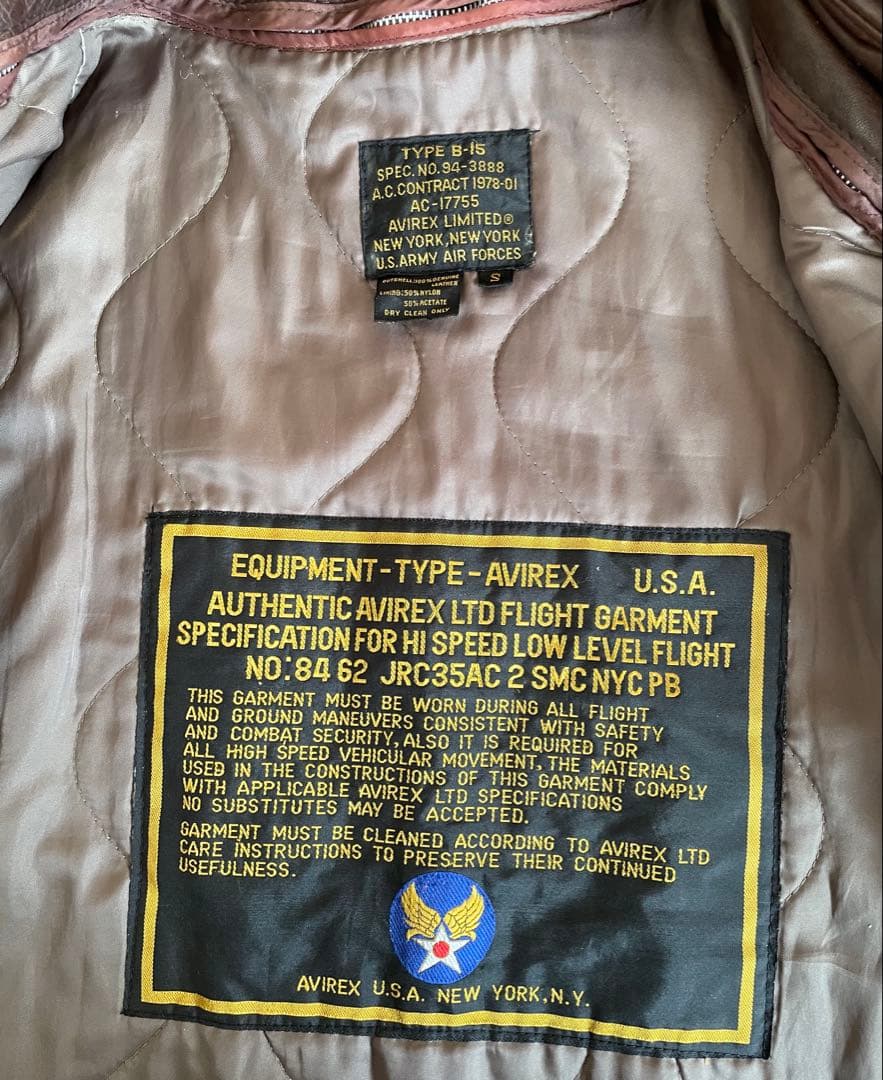 TYPE B-15
SPEC. NO. 94-3888
A.C. CONTRACT 1978-01
AC-17755
AVIREX LIMITED®
NEW YORK, NEW YORK
U.S. ARMY AIR FORCES
OUTSHELL:100% GENUINE
LEATHER
LINING:50% NYLON
50% ACETATE
DRY CLEAN ONLY
S
EQUIPMENT-TYPE-AVIREX U.S.A.
AUTHENTIC AVIREX LTD FLIGHT GARMENT
SPECIFICATION FOR HI SPEED LOW LEVEL FLIGHT
NO:84 62 JRC35AC 2 SMC NYC PB
THIS GARMENT MUST BE WORN DURING ALL FLIGHT
AND GROUND MANEUVERS CONSISTENT WITH SAFETY
AND COMBAT SECURITY, ALSO IT IS REQUIRED FOR
ALL HIGH SPEED VEHICULAR MOVEMENT. THE MATERIALS
USED IN THE CONSTRUCTIONS OF THIS GARMENT COMPLY
WITH APPLICABLE AVIREX LTD SPECIFICATIONS
NO SUBSTITUTES MAY BE ACCEPTED.
GARMENT MUST BE CLEANED ACCORDING TO AVIREX LTD
CARE INSTRUCTIONS TO PRESERVE THEIR CONTINUED
USEFULNESS.
AVIREX U.S.A. NEW YORK, N.Y.